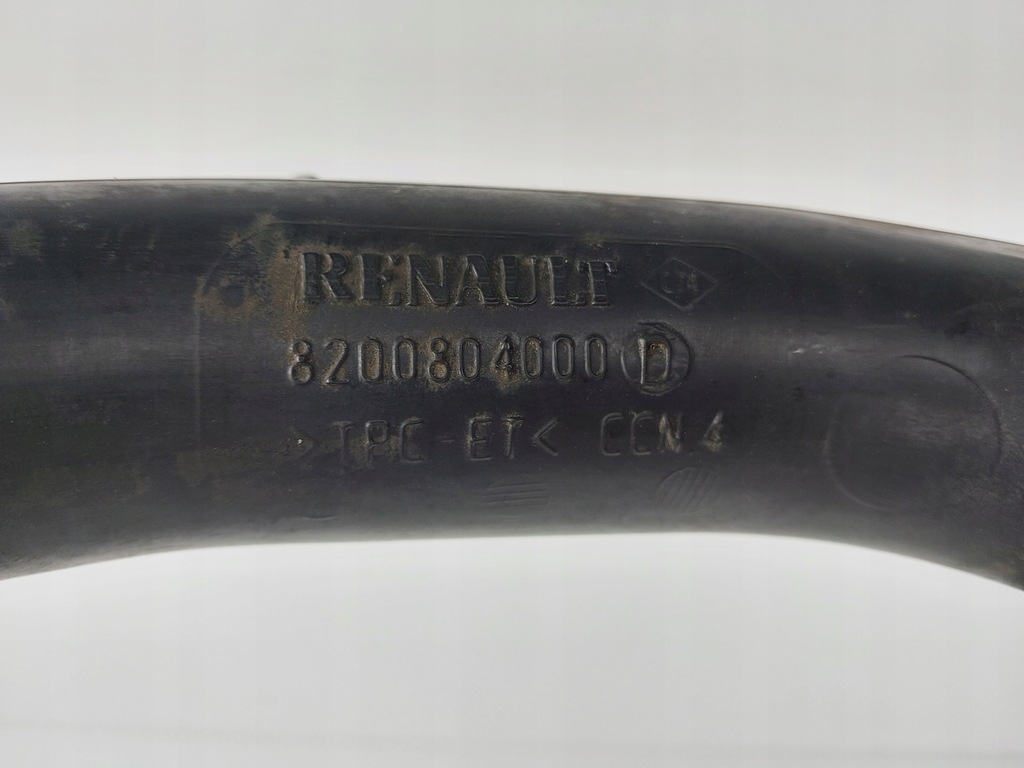 RENAULT
8200804000 D
>TPC-ET< CCN.4